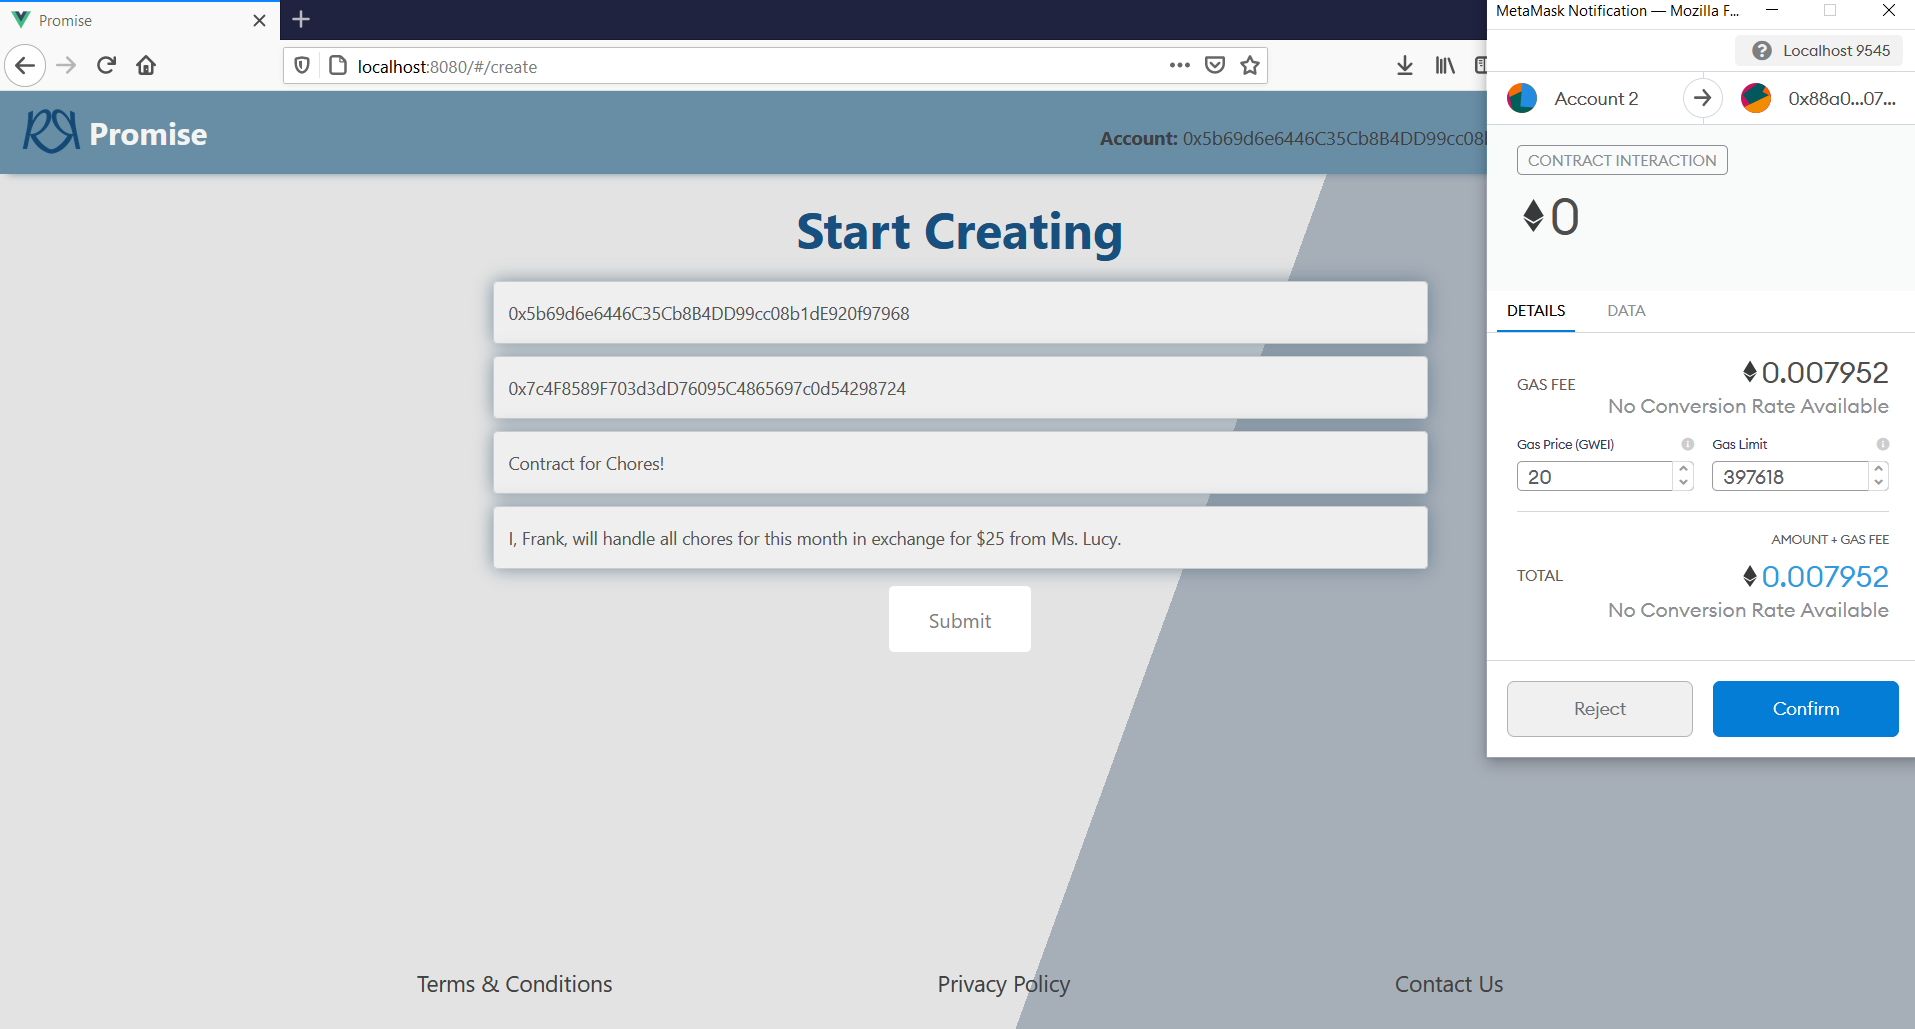 Promise
localhost:8080/#/create
Promise
Account: 0x5b69d6e6446C35Cb8B4DD99cc08
Start Creating
0x5b69d6e6446C35Cb8B4DD99cc08b1dE920f97968
0x7c4F8589F703d3dD76095C4865697c0d54298724
Contract for Chores!
I, Frank, will handle all chores for this month in exchange for $25 from Ms. Lucy.
Submit
Terms & Conditions
Privacy Policy
Contact Us
MetaMask Notification — Mozilla F...
Localhost 9545
Account 2
0x88a0...07...
CONTRACT INTERACTION
0
DETAILS
DATA
GAS FEE
0.007952
No Conversion Rate Available
Gas Price (GWEI)
Gas Limit
20
397618
AMOUNT + GAS FEE
TOTAL
0.007952
No Conversion Rate Available
Reject
Confirm